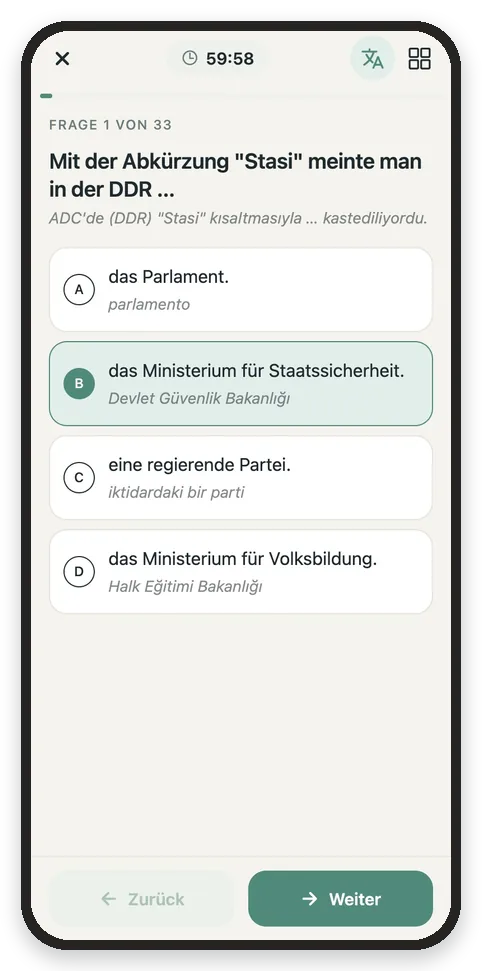 59:58
FRAGE 1 VON 33
Mit der Abkürzung "Stasi" meinte man
in der DDR ...
ADC'de (DDR) "Stasi" kısaltmasıyla ... kastediliyordu.
A
das Parlament.
parlamento
B
das Ministerium für Staatssicherheit.
Devlet Güvenlik Bakanlığı
C
eine regierende Partei.
iktidardaki bir parti
D
das Ministerium für Volksbildung.
Halk Eğitimi Bakanlığı
← Zurück
→ Weiter